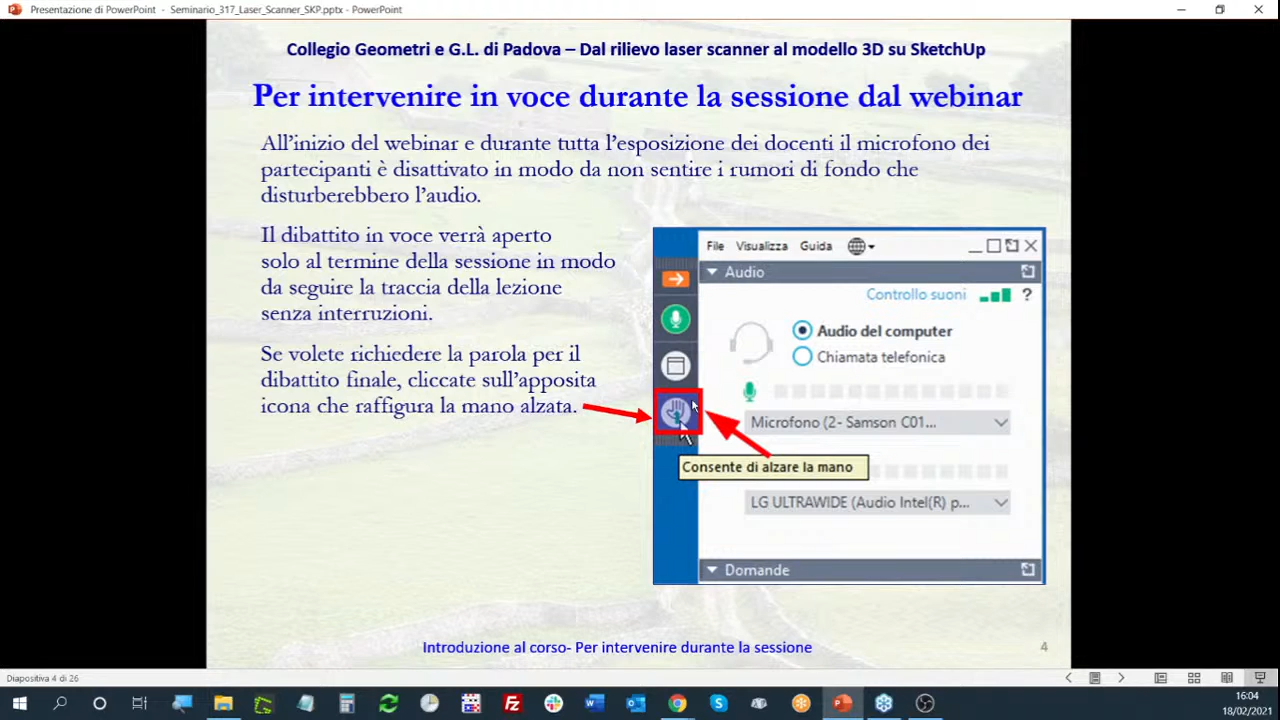 Presentazione di PowerPoint - Seminario_317_Laser_Scanner_SKP.pptx - PowerPoint
Collegio Geometri e G.L. di Padova – Dal rilievo laser scanner al modello 3D su SketchUp
Per intervenire in voce durante la sessione dal webinar
All'inizio del webinar e durante tutta l'esposizione dei docenti il microfono dei
partecipanti è disattivato in modo da non sentire i rumori di fondo che
disturberebbero l'audio.
Il dibattito in voce verrà aperto
solo al termine della sessione in modo
da seguire la traccia della lezione
senza interruzioni.
Se volete richiedere la parola per il
dibattito finale, cliccate sull'apposita
icona che raffigura la mano alzata.
File Visualizza Guida
Audio
Controllo suoni ?
Audio del computer
Chiamata telefonica
Microfono (2- Samson C01...
Consente di alzare la mano
LG ULTRAWIDE (Audio Intel(R) p...
Domande
Introduzione al corso- Per intervenire durante la sessione
4
Diapositiva 4 di 26
16:04
18/02/2021